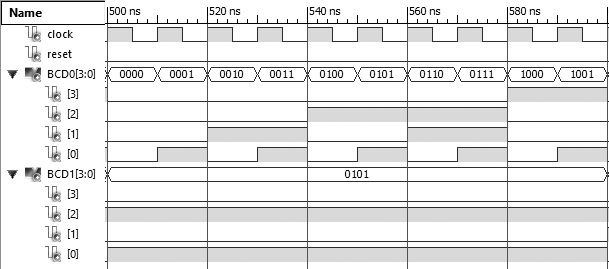 Name 500 ns 520 ns 540 ns 560 ns 580 ns
clock
reset
BCD0[3:0] 0000 0001 0010 0011 0100 0101 0110 0111 1000 1001
[3]
[2]
[1]
[0]
BCD1[3:0] 0101
[3]
[2]
[1]
[0]